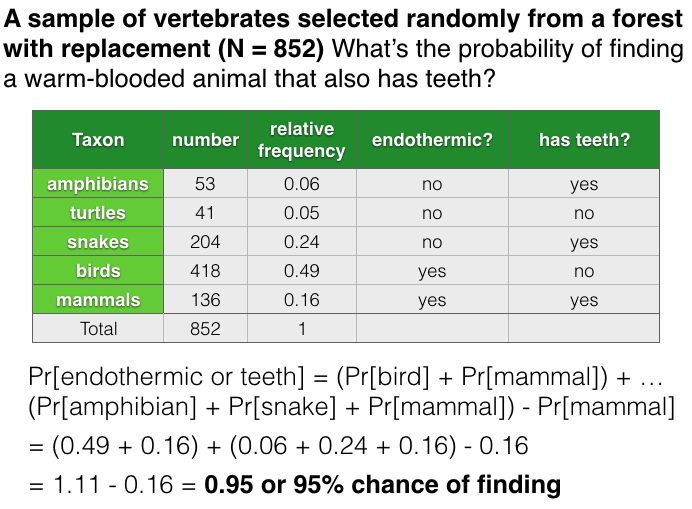 A sample of vertebrates selected randomly from a forest
with replacement (N = 852) What’s the probability of finding
a warm-blooded animal that also has teeth?
Taxon number relative frequency endothermic? has teeth?
amphibians 53 0.06 no yes
turtles 41 0.05 no no
snakes 204 0.24 no yes
birds 418 0.49 yes no
mammals 136 0.16 yes yes
Total 852 1
Pr[endothermic or teeth] = (Pr[bird] + Pr[mammal]) + …
(Pr[amphibian] + Pr[snake] + Pr[mammal]) - Pr[mammal]
= (0.49 + 0.16) + (0.06 + 0.24 + 0.16) - 0.16
= 1.11 - 0.16 = 0.95 or 95% chance of finding